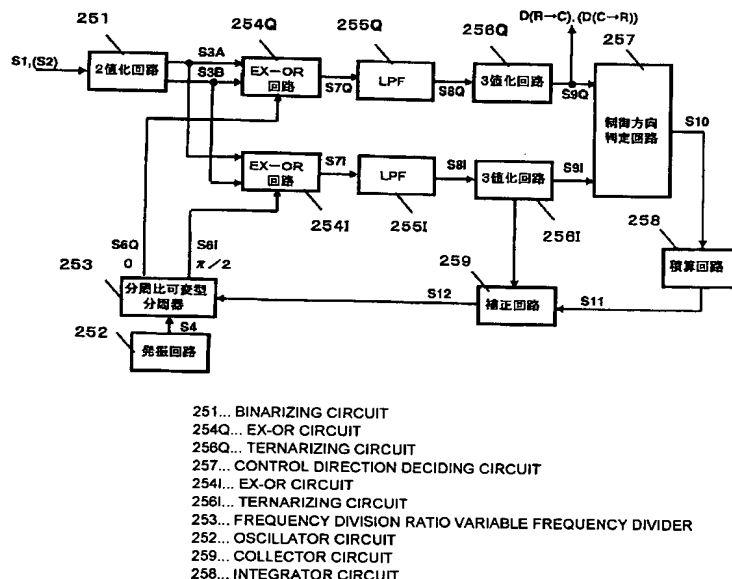 D(R→C), (D(C→R))
251
254Q
255Q
256Q
257
S1,(S2)
2値化回路
S3A
S3B
EX-OR
回路
S7Q
LPF
S8Q
3値化回路
S9Q
制御方向
判定回路
S10
EX-OR
回路
S7I
LPF
S8I
3値化回路
S9I
254I
255I
256I
258
S6Q
0
S6I
π/2
253
分周比可変型
分周器
259
補正回路
積算回路
S12
S11
252
S4
発振回路
251... BINARIZING CIRCUIT
254Q... EX-OR CIRCUIT
256Q... TERNARIZING CIRCUIT
257... CONTROL DIRECTION DECIDING CIRCUIT
254I... EX-OR CIRCUIT
256I... TERNARIZING CIRCUIT
253... FREQUENCY DIVISION RATIO VARIABLE FREQUENCY DIVIDER
252... OSCILLATOR CIRCUIT
259... COLLECTOR CIRCUIT
258... INTEGRATOR CIRCUIT